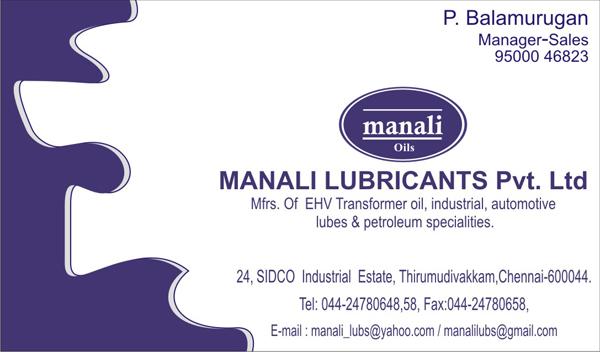 P. Balamurugan
Manager-Sales
95000 46823
manali
Oils
MANALI LUBRICANTS Pvt. Ltd
Mfrs. Of EHV Transformer oil, industrial, automotive
lubes & petroleum specialities.
24, SIDCO Industrial Estate, Thirumudivakkam,Chennai-600044.
Tel: 044-24780648,58, Fax:044-24780658,
E-mail : manali_lubs@yahoo.com / manalilubs@gmail.com